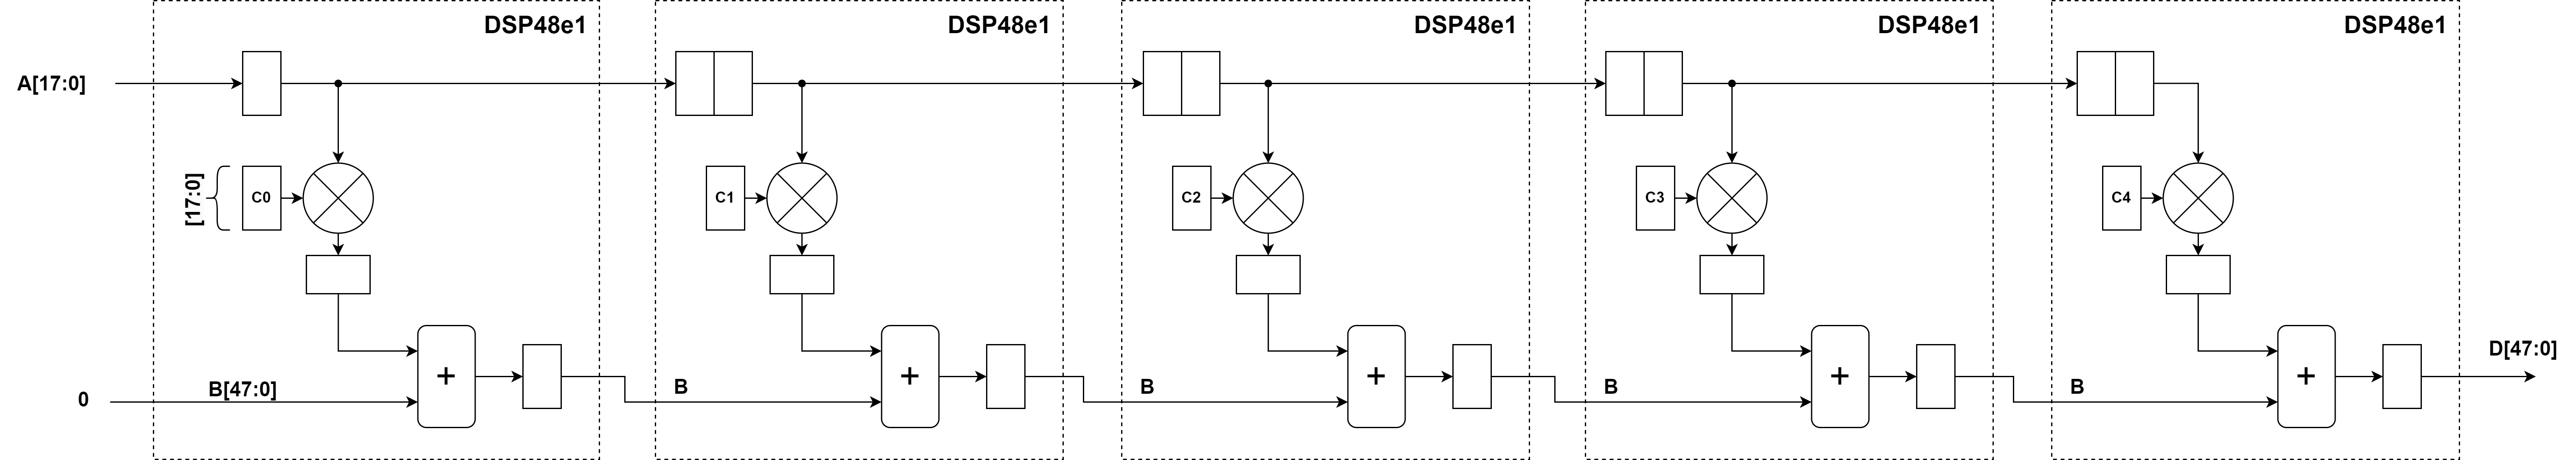 DSP48e1
DSP48e1
DSP48e1
DSP48e1
DSP48e1
A[17:0]
[17:0]
C0
C1
C2
C3
C4
+
+
+
+
+
D[47:0]
0
B[47:0]
B
B
B
B